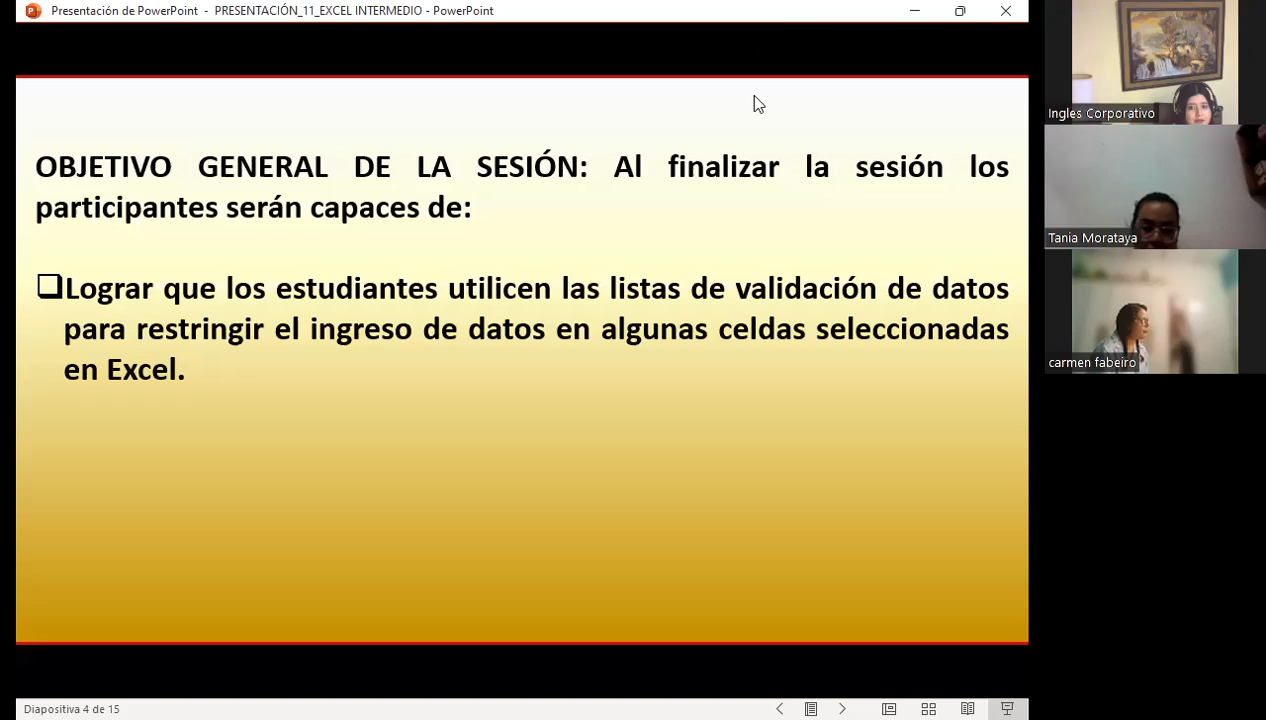 Presentación de PowerPoint - PRESENTACIÓN_11_EXCEL INTERMEDIO - PowerPoint
OBJETIVO GENERAL DE LA SESIÓN: Al finalizar la sesión los
participantes serán capaces de:
Lograr que los estudiantes utilicen las listas de validación de datos
para restringir el ingreso de datos en algunas celdas seleccionadas
en Excel.
Diapositiva 4 de 15
Ingles Corporativo
Tania Morataya
carmen fabeiro